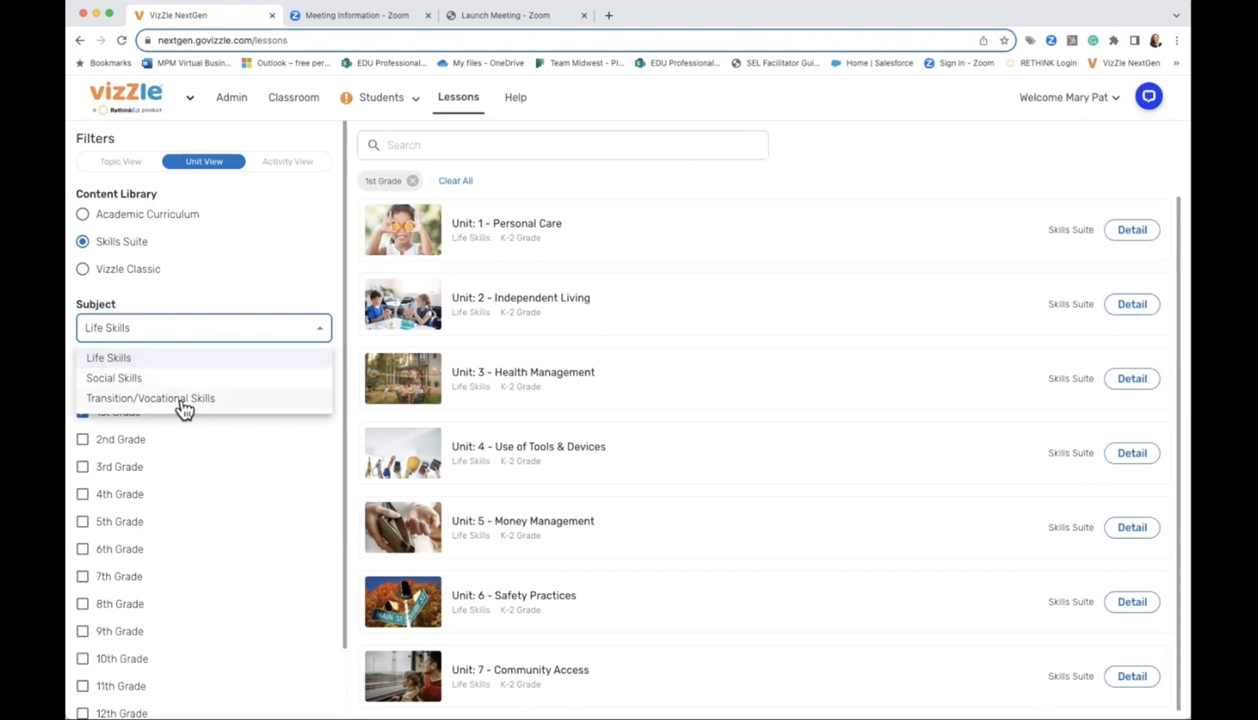 VizZle NextGen
Meeting Information - Zoom
Launch Meeting - Zoom
nextgen.govizzle.com/lessons
Bookmarks
MPM Virtual Busin...
Outlook – free per...
EDU Professional...
My files - OneDrive
Team Midwest - Pl...
EDU Professional...
SEL Facilitator Gui...
Home | Salesforce
Sign In - Zoom
RETHINK Login
VizZle NextGen
vizZle
a RethinkEd product
Admin
Classroom
Students
Lessons
Help
Welcome Mary Pat
Filters
Topic View
Unit View
Activity View
Content Library
Academic Curriculum
Skills Suite
Vizzle Classic
Subject
Life Skills
Life Skills
Social Skills
Transition/Vocational Skills
1st Grade
2nd Grade
3rd Grade
4th Grade
5th Grade
6th Grade
7th Grade
8th Grade
9th Grade
10th Grade
11th Grade
12th Grade
Search
1st Grade
Clear All
Unit: 1 - Personal Care
Life Skills K-2 Grade
Skills Suite
Detail
Unit: 2 - Independent Living
Life Skills K-2 Grade
Skills Suite
Detail
Unit: 3 - Health Management
Life Skills K-2 Grade
Skills Suite
Detail
Unit: 4 - Use of Tools & Devices
Life Skills K-2 Grade
Skills Suite
Detail
Unit: 5 - Money Management
Life Skills K-2 Grade
Skills Suite
Detail
MAIN ST
Unit: 6 - Safety Practices
Life Skills K-2 Grade
Skills Suite
Detail
Unit: 7 - Community Access
Life Skills K-2 Grade
Skills Suite
Detail